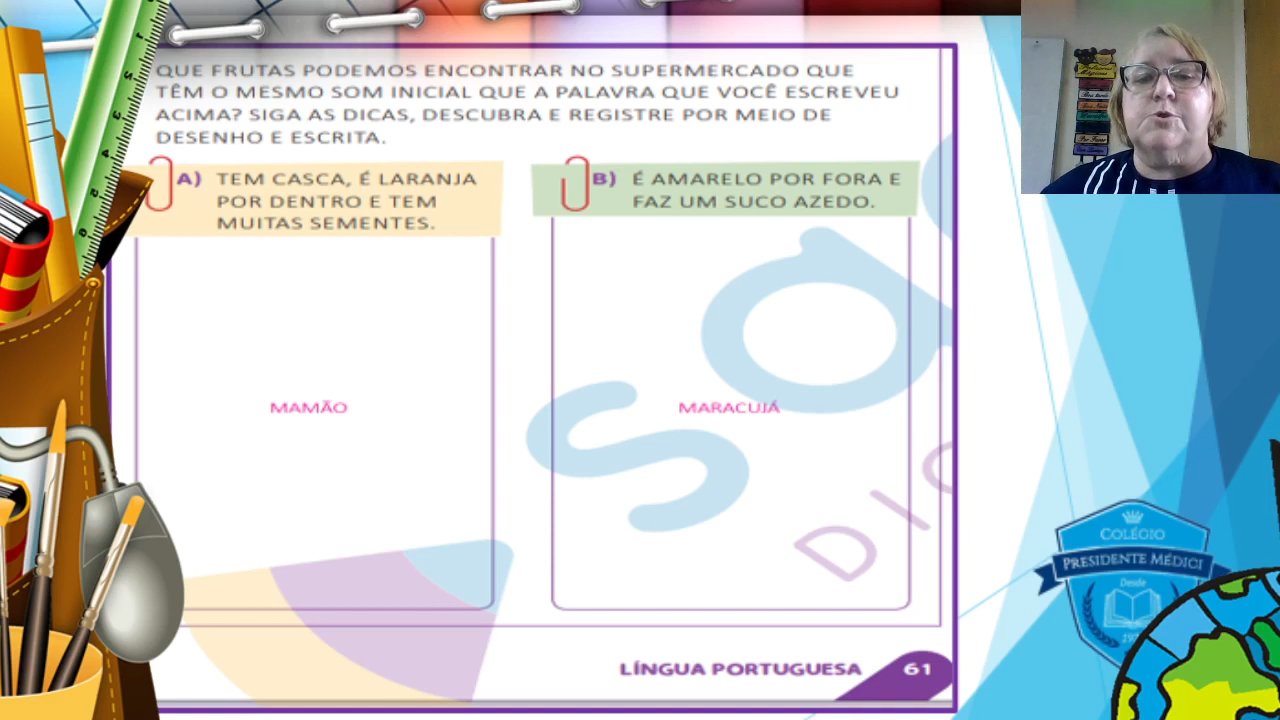 QUE FRUTAS PODEMOS ENCONTRAR NO SUPERMERCADO QUE
TÊM O MESMO SOM INICIAL QUE A PALAVRA QUE VOCÊ ESCREVEU
ACIMA? SIGA AS DICAS, DESCUBRA E REGISTRE POR MEIO DE
DESENHO E ESCRITA.
A) TEM CASCA, É LARANJA
POR DENTRO E TEM
MUITAS SEMENTES.
B) É AMARELO POR FORA E
FAZ UM SUCO AZEDO.
MAMÃO
MARACUJÁ
LÍNGUA PORTUGUESA 61
COLÉGIO
PRESIDENTE MÉDICI
Desde